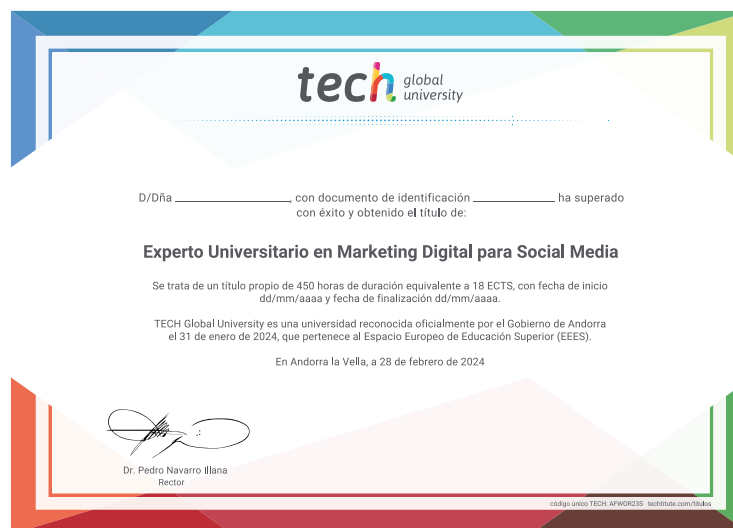 tech global university
D/Dña ____________________, con documento de identificación ______________ ha superado
con éxito y obtenido el título de:
Experto Universitario en Marketing Digital para Social Media
Se trata de un título propio de 450 horas de duración equivalente a 18 ECTS, con fecha de inicio
dd/mm/aaaa y fecha de finalización dd/mm/aaaa.
TECH Global University es una universidad reconocida oficialmente por el Gobierno de Andorra
el 31 de enero de 2024, que pertenece al Espacio Europeo de Educación Superior (EEES).
En Andorra la Vella, a 28 de febrero de 2024
Dr. Pedro Navarro Illana
Rector
código único TECH: AFWOR23S techtitute.com/titulos